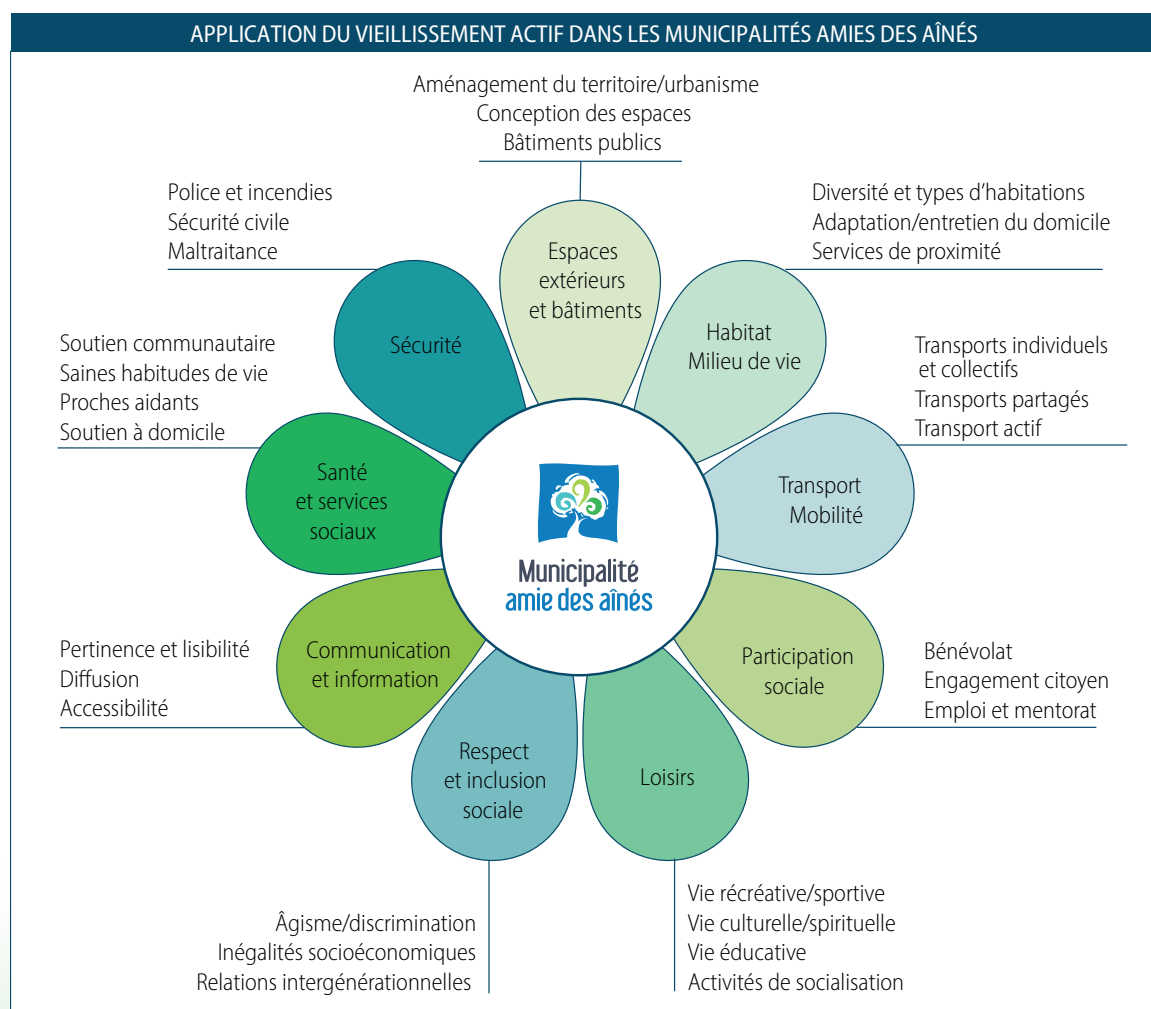 APPLICATION DU VIEILLISSEMENT ACTIF DANS LES MUNICIPALITÉS AMIES DES AÎNÉS
Aménagement du territoire/urbanisme
Conception des espaces
Bâtiments publics
Espaces
extérieurs
et bâtiments
Diversité et types d'habitations
Adaptation/entretien du domicile
Services de proximité
Habitat
Milieu de vie
Transports individuels
et collectifs
Transports partagés
Transport actif
Transport
Mobilité
Bénévolat
Engagement citoyen
Emploi et mentorat
Participation
sociale
Vie récréative/sportive
Vie culturelle/spirituelle
Vie éducative
Activités de socialisation
Loisirs
Âgisme/discrimination
Inégalités socioéconomiques
Relations intergénérationnelles
Respect
et inclusion
sociale
Pertinence et lisibilité
Diffusion
Accessibilité
Communication
et information
Soutien communautaire
Saines habitudes de vie
Proches aidants
Soutien à domicile
Santé
et services
sociaux
Police et incendies
Sécurité civile
Maltraitance
Sécurité
Municipalité
amie des aînés